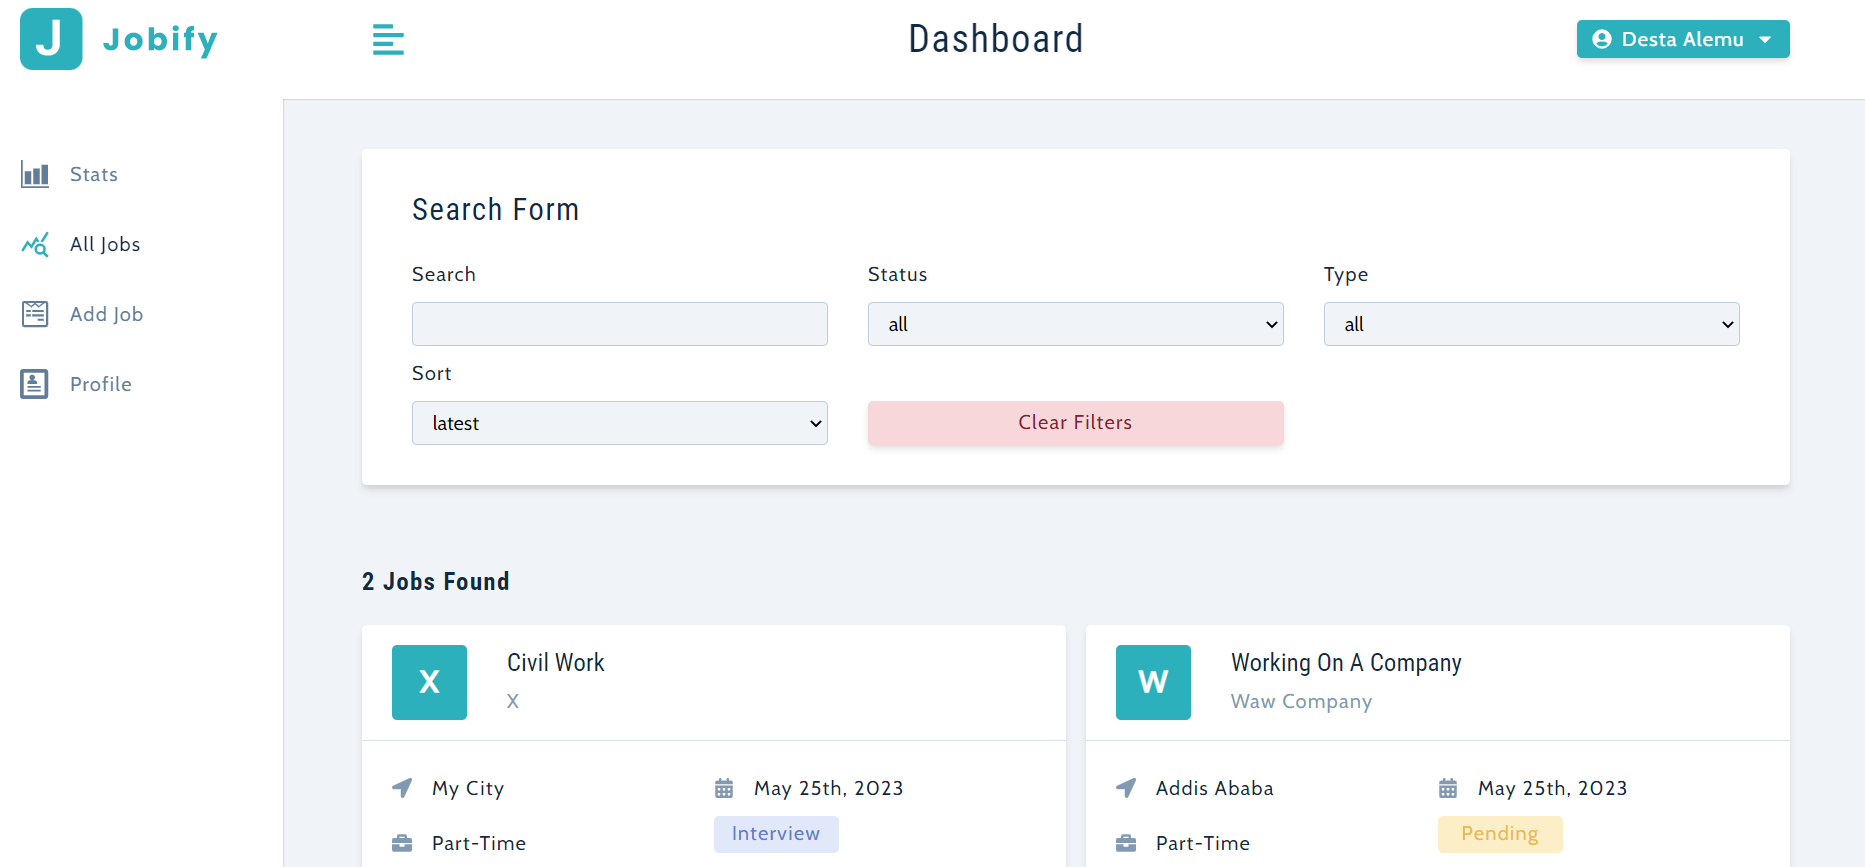 J Jobify
Dashboard
Desta Alemu
Stats
All Jobs
Add Job
Profile
Search Form
Search
Status
Type
all
all
Sort
latest
Clear Filters
2 Jobs Found
X
Civil Work
X
My City
May 25th, 2023
Part-Time
Interview
W
Working On A Company
Waw Company
Addis Ababa
May 25th, 2023
Part-Time
Pending